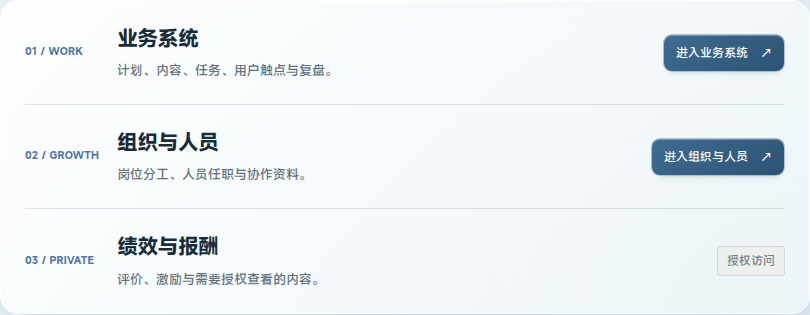 01 / WORK
业务系统
计划、内容、任务、用户触点与复盘。
进入业务系统 ↗
02 / GROWTH
组织与人员
岗位分工、人员任职与协作资料。
进入组织与人员 ↗
03 / PRIVATE
绩效与报酬
评价、激励与需要授权查看的内容。
授权访问